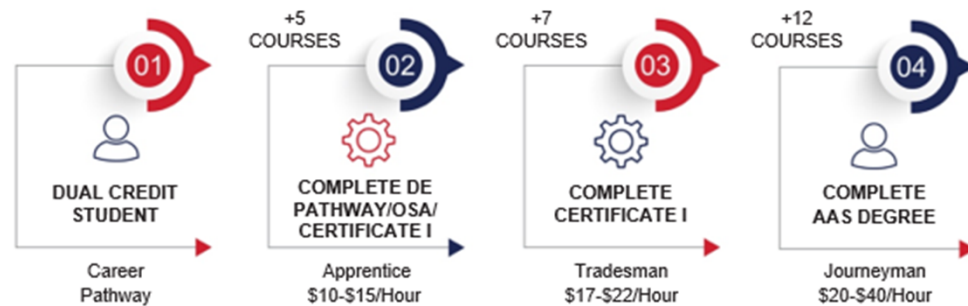 01
DUAL CREDIT
STUDENT
Career
Pathway
+5
COURSES
02
COMPLETE DE
PATHWAY/OSA/
CERTIFICATE I
Apprentice
$10-$15/Hour
+7
COURSES
03
COMPLETE
CERTIFICATE I
Tradesman
$17-$22/Hour
+12
COURSES
04
COMPLETE
AAS DEGREE
Journeyman
$20-$40/Hour